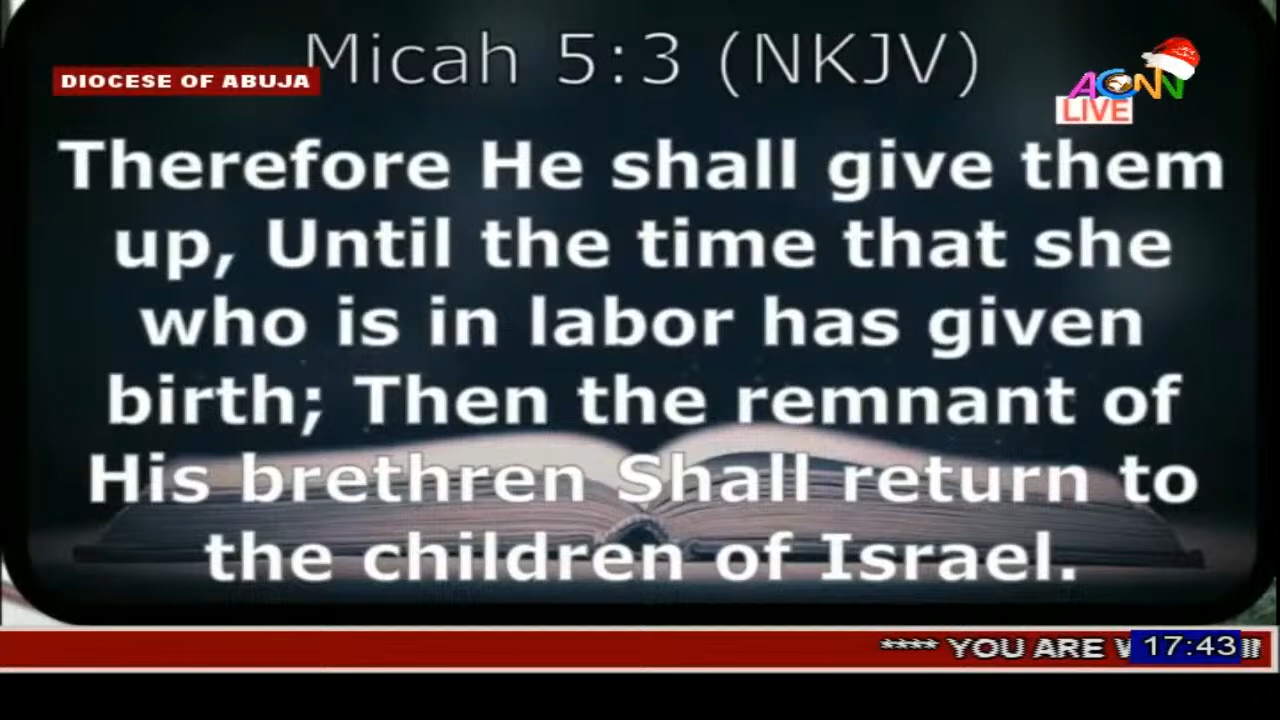 Micah 5:3 (NKJV)
DIOCESE OF ABUJA
ACNN
LIVE
Therefore He shall give them
up, Until the time that she
who is in labor has given
birth; Then the remnant of
His brethren Shall return to
the children of Israel.
**** YOU ARE
17:43